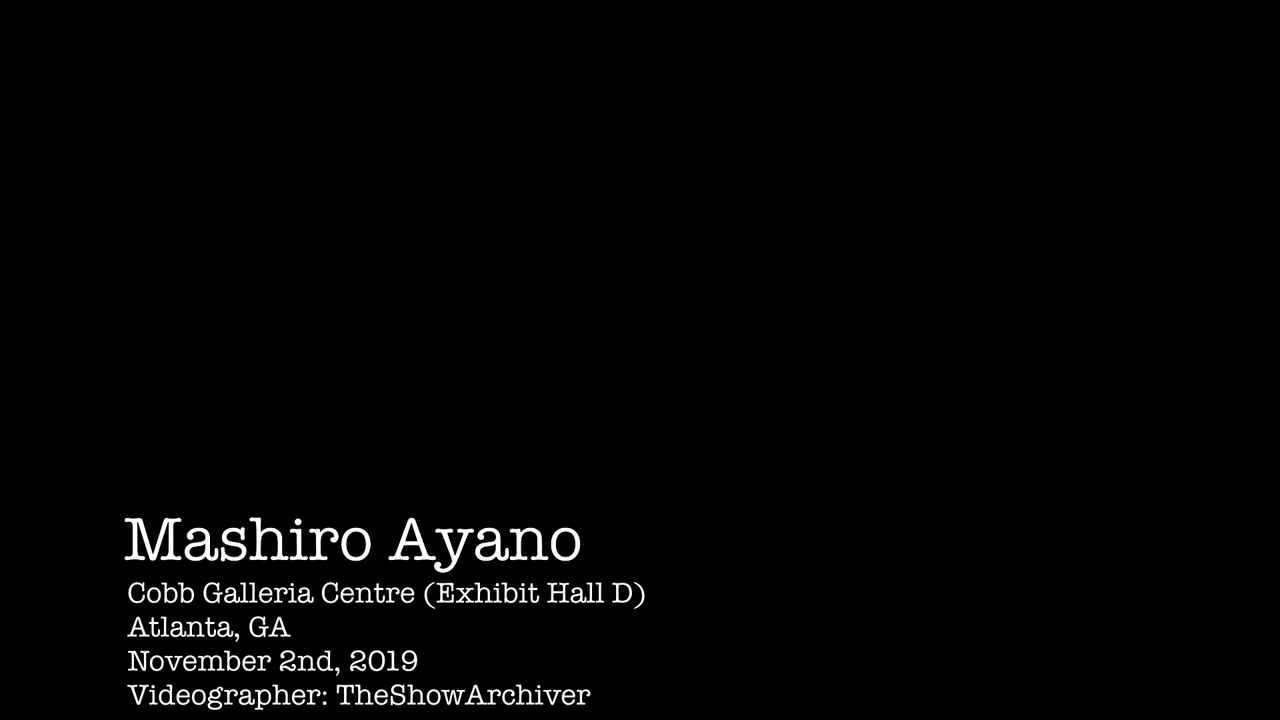 Mashiro Ayano
Cobb Galleria Centre (Exhibit Hall D)
Atlanta, GA
November 2nd, 2019
Videographer: TheShowArchiver